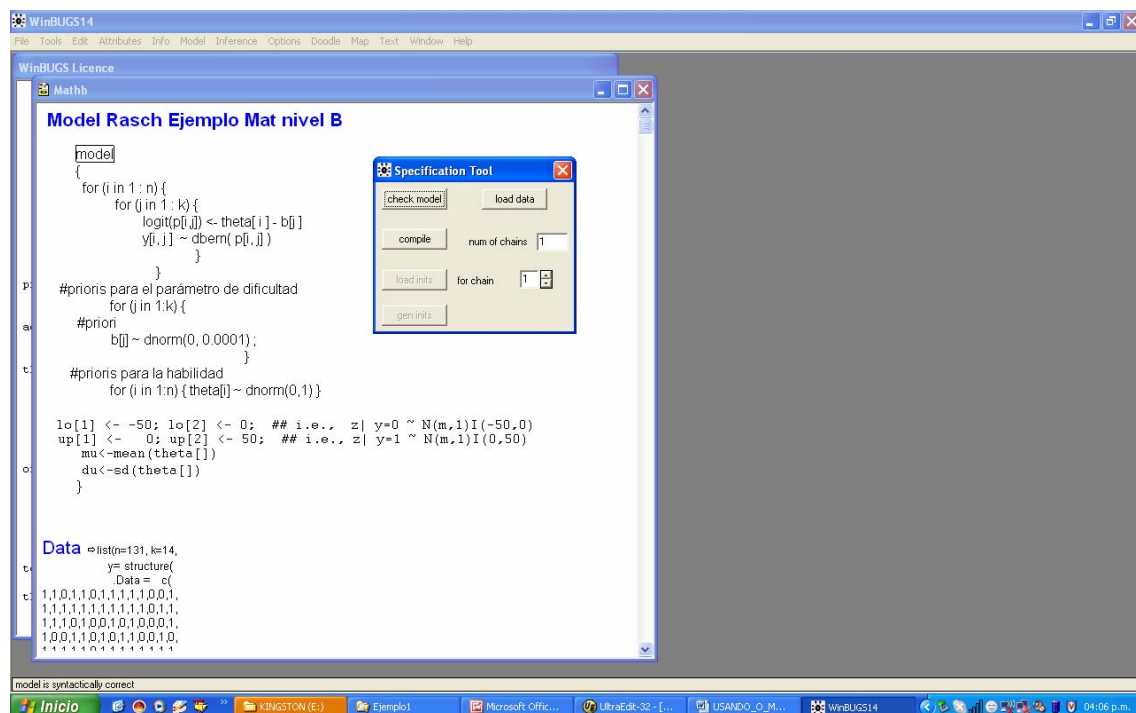 WinBUGS14
File Tools Edit Attributes Info Model Inference Options Doodle Map Text Window Help
WinBUGS Licence
Mathb
Model Rasch Ejemplo Mat nivel B
model
{
for (i in 1 : n) {
for (j in 1 : k) {
logit(p[i,j]) <- theta[ i ] - b[j ]
y[i, j ] ~ dbern( p[i, j] )
}
}
#prioris para el parámetro de dificultad
for (j in 1:k) {
#priori
b[j] ~ dnorm(0, 0.0001) ;
}
#prioris para la habilidad
for (i in 1:n) { theta[i] ~ dnorm(0,1) }
lo[1] <- -50; lo[2] <- 0; ## i.e., z| y=0 ~ N(m,1)I(-50,0)
up[1] <- 0; up[2] <- 50; ## i.e., z| y=1 ~ N(m,1)I(0,50)
mu<-mean(theta[])
du<-sd(theta[])
}
Data ⇨list(n=131, k=14,
y= structure(
.Data = c(
1,1,0,1,1,0,1,1,1,1,1,0,0,1,
1,1,1,1,1,1,1,1,1,1,0,1,1,
1,1,1,0,1,0,0,1,0,1,0,0,0,1,
1,0,0,1,1,0,1,0,1,1,0,0,1,0,
Specification Tool
check model
load data
compile
num of chains 1
load inits
for chain 1
gen inits
model is syntactically correct
Inicio
KINGSTON (E:)
Ejemplo1
Microsoft Offic...
UltraEdit-32 - [...
USANDO_O_M...
WinBUGS14
04:06 p.m.